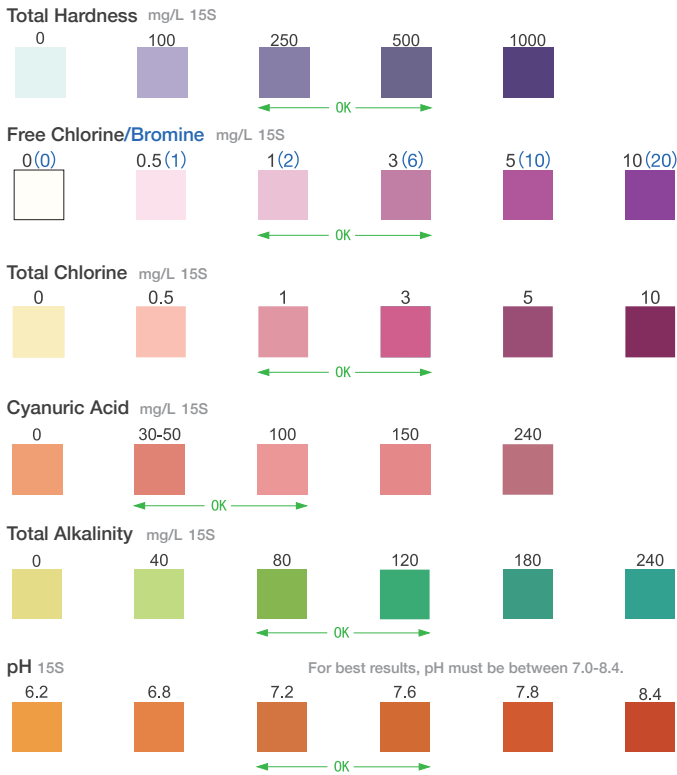 Total Hardness mg/L 15S
0 100 250 500 1000
OK
Free Chlorine/Bromine mg/L 15S
0(0) 0.5(1) 1(2) 3(6) 5(10) 10(20)
OK
Total Chlorine mg/L 15S
0 0.5 1 3 5 10
OK
Cyanuric Acid mg/L 15S
0 30-50 100 150 240
OK
Total Alkalinity mg/L 15S
0 40 80 120 180 240
OK
pH 15S For best results, pH must be between 7.0-8.4.
6.2 6.8 7.2 7.6 7.8 8.4
OK